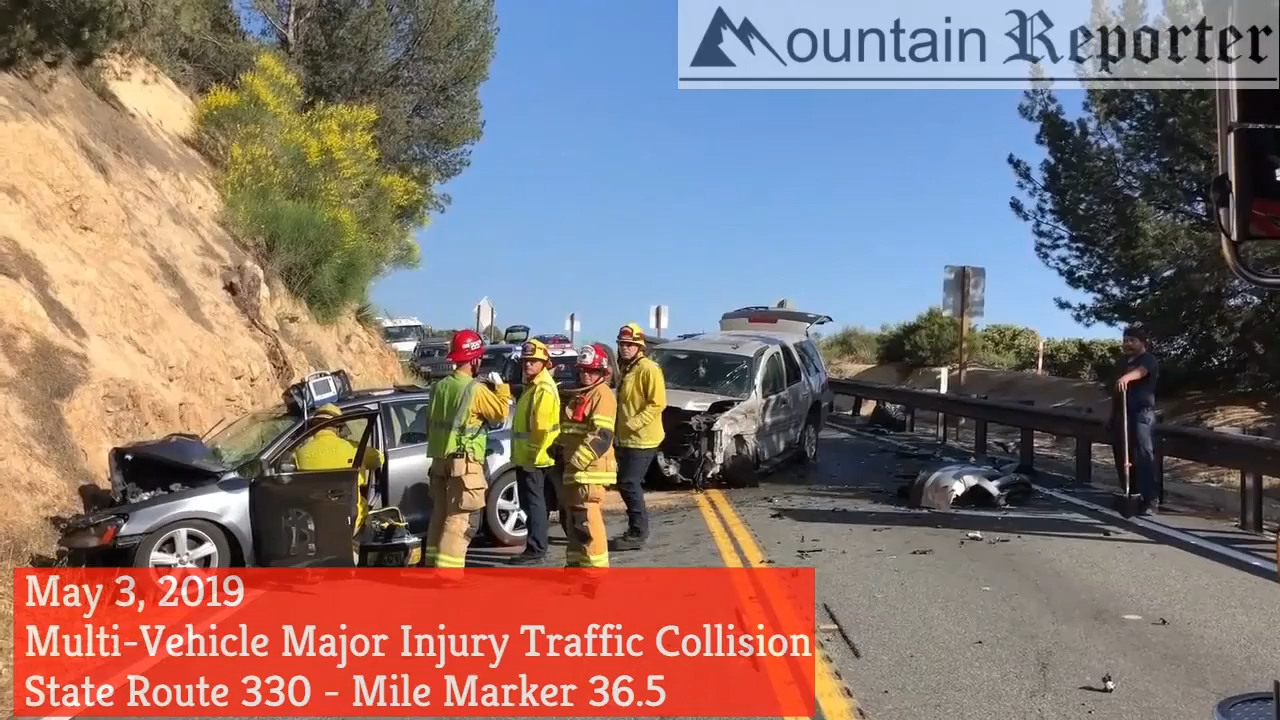 Mountain Reporter
May 3, 2019
Multi-Vehicle Major Injury Traffic Collision
State Route 330 - Mile Marker 36.5